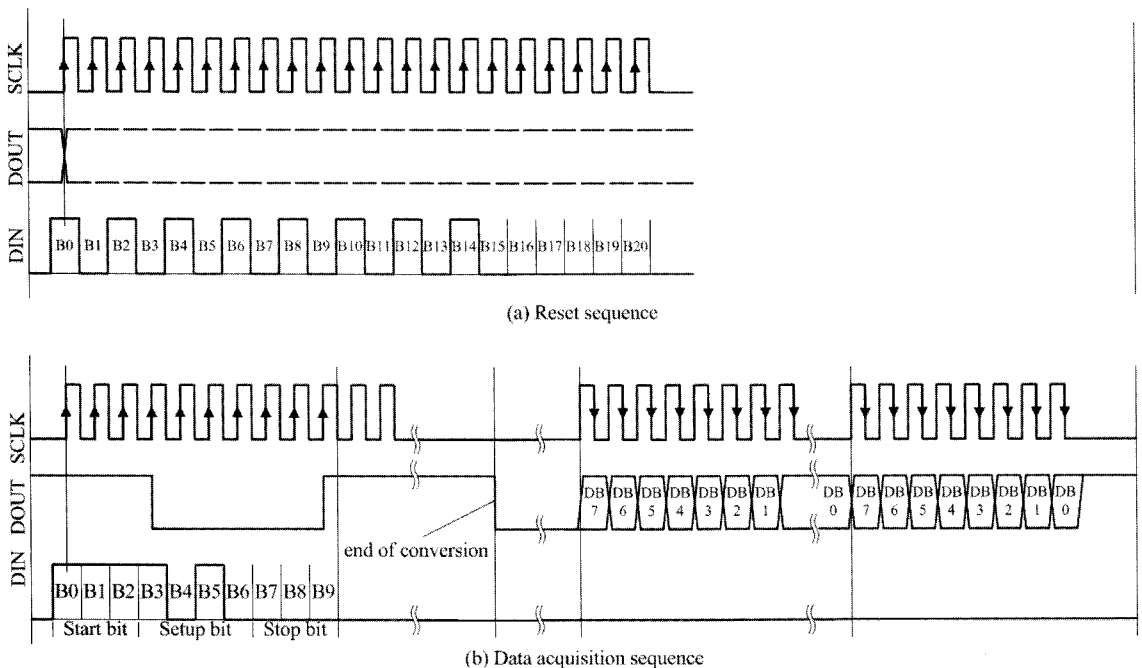 SCLK
DOUT
DIN
B0 B1 B2 B3 B4 B5 B6 B7 B8 B9 B10 B11 B12 B13 B14 B15 B16 B17 B18 B19 B20
(a) Reset sequence
SCLK
DOUT
DB 7 DB 6 DB 5 DB 4 DB 3 DB 2 DB 1 DB 0 DB 7 DB 6 DB 5 DB 4 DB 3 DB 2 DB 1 DB 0
end of conversion
DIN
B0 B1 B2 B3 B4 B5 B6 B7 B8 B9
Start bit Setup bit Stop bit
(b) Data acquisition sequence